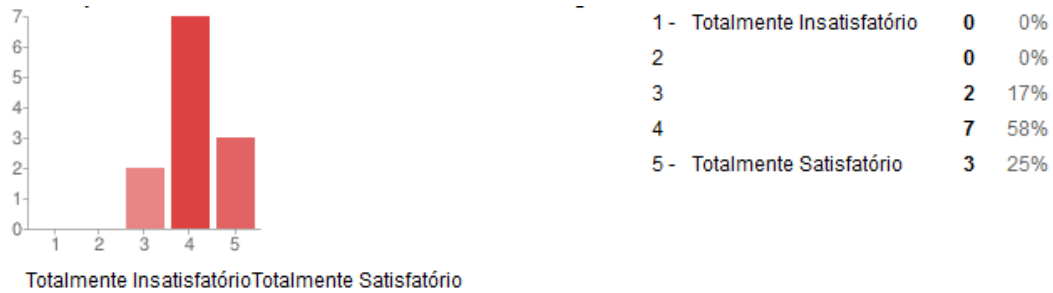 7
6
5
4
3
2
1
0
1 2 3 4 5
Totalmente InsatisfatórioTotalmente Satisfatório
1 - Totalmente Insatisfatório 0 0%
2 0 0%
3 2 17%
4 7 58%
5 - Totalmente Satisfatório 3 25%